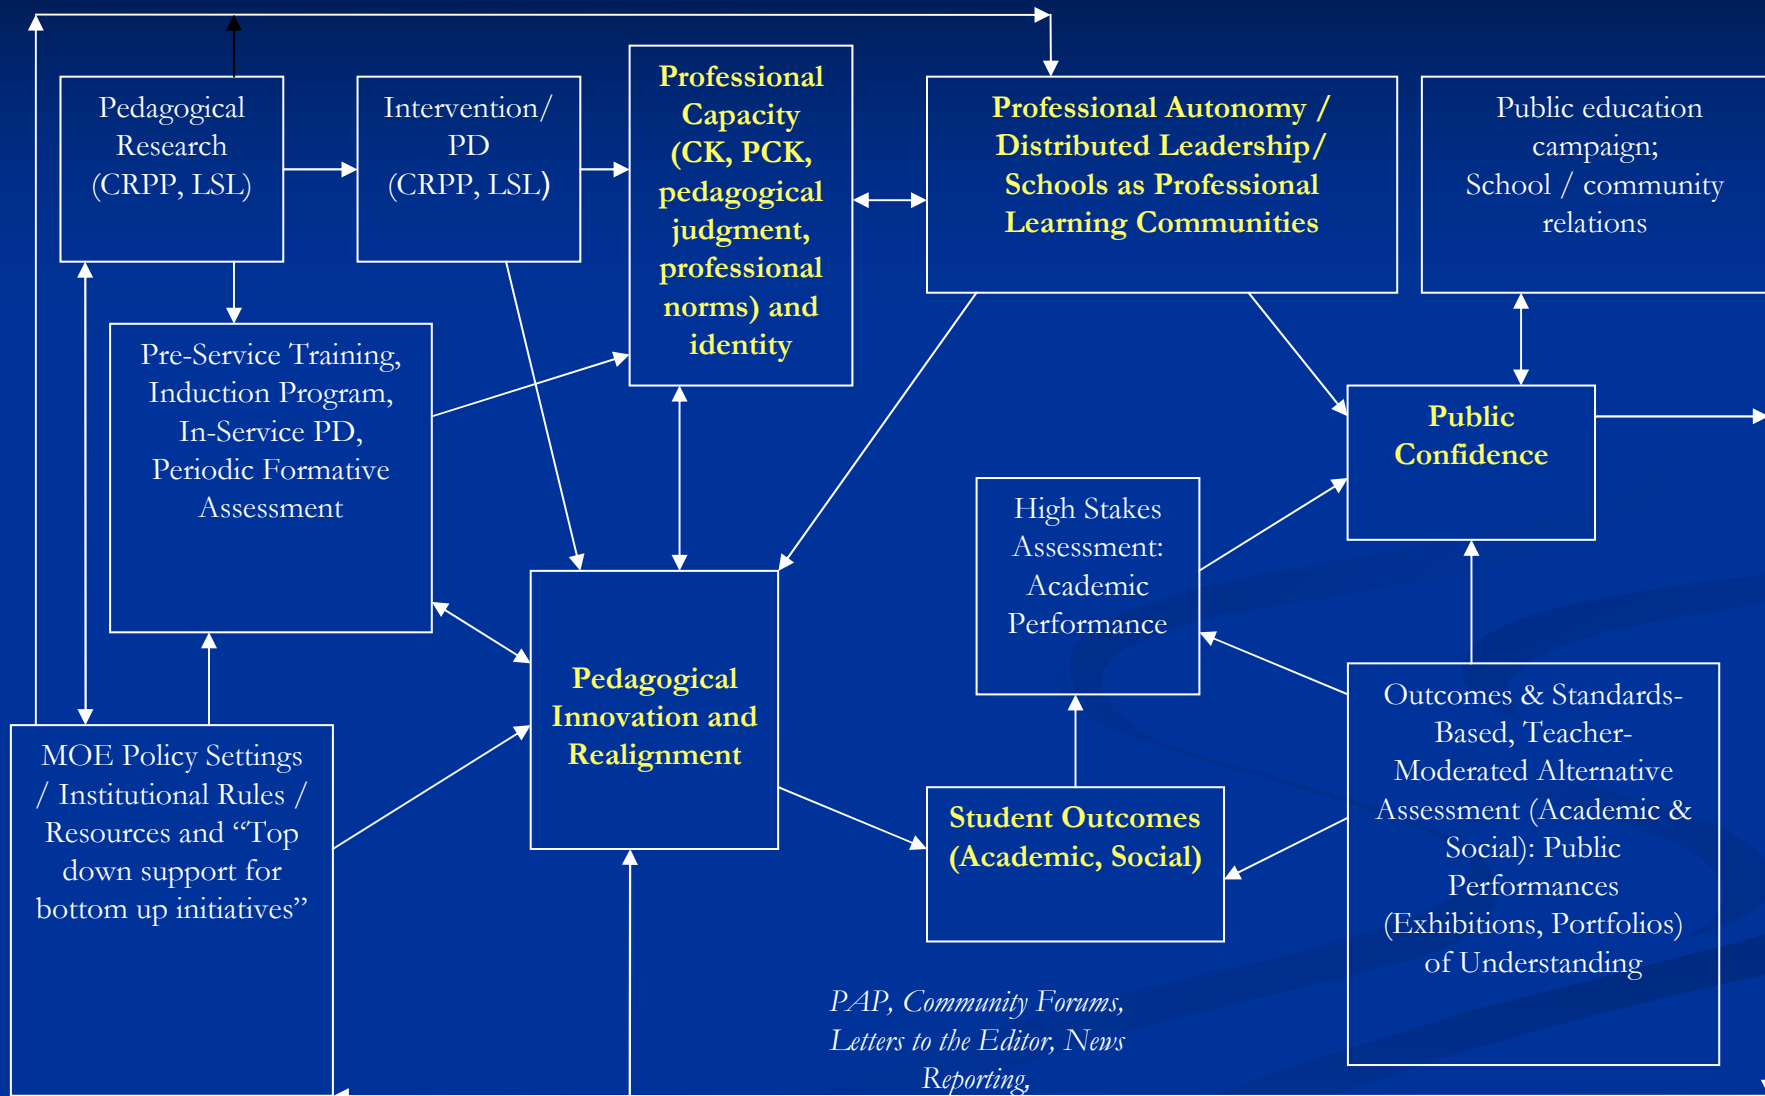 Pedagogical
Research
(CRPP, LSL)
Intervention/
PD
(CRPP, LSL)
Professional
Capacity
(CK, PCK,
pedagogical
judgment,
professional
norms) and
identity
Professional Autonomy /
Distributed Leadership/
Schools as Professional
Learning Communities
Public education
campaign;
School / community
relations
Pre-Service Training,
Induction Program,
In-Service PD,
Periodic Formative
Assessment
Public
Confidence
High Stakes
Assessment:
Academic
Performance
Pedagogical
Innovation and
Realignment
MOE Policy Settings
/ Institutional Rules /
Resources and “Top
down support for
bottom up initiatives”
Student Outcomes
(Academic, Social)
Outcomes & Standards-
Based, Teacher-
Moderated Alternative
Assessment (Academic &
Social): Public
Performances
(Exhibitions, Portfolios)
of Understanding
PAP, Community Forums,
Letters to the Editor, News
Reporting,